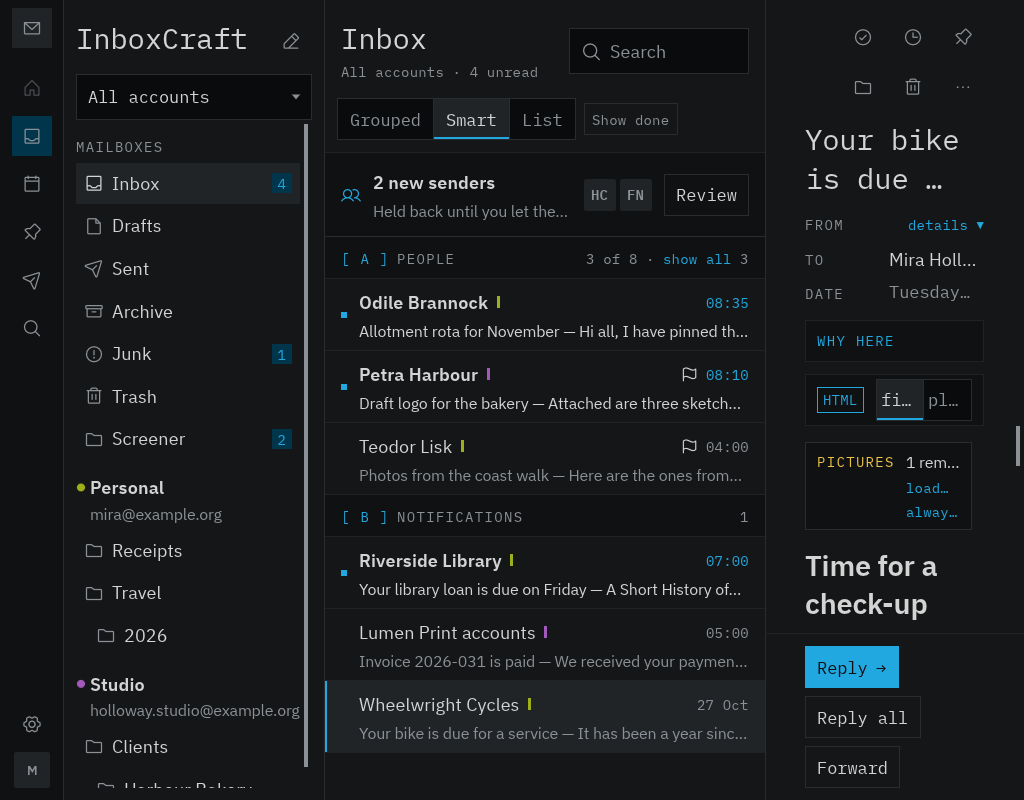 InboxCraft
All accounts
MAILBOXES
Inbox 4
Drafts
Sent
Archive
Junk 1
Trash
Screener 2
Personal
mira@example.org
Receipts
Travel
2026
Studio
holloway.studio@example.org
Clients
Harbour Bakery
M
Inbox
All accounts · 4 unread
Search
Grouped Smart List Show done
2 new senders
Held back until you let the…
HC FN Review
[ A ] PEOPLE 3 of 8 · show all 3
Odile Brannock 08:35
Allotment rota for November — Hi all, I have pinned th…
Petra Harbour 08:10
Draft logo for the bakery — Attached are three sketch…
Teodor Lisk 04:00
Photos from the coast walk — Here are the ones from…
[ B ] NOTIFICATIONS 1
Riverside Library 07:00
Your library loan is due on Friday — A Short History of…
Lumen Print accounts 05:00
Invoice 2026-031 is paid — We received your paymen…
Wheelwright Cycles 27 Oct
Your bike is due for a service — It has been a year sinc…
Your bike
is due …
FROM details ▼
TO Mira Holl…
DATE Tuesday…
WHY HERE
HTML fi… pl…
PICTURES 1 rem…
load…
alway…
Time for a
check-up
Reply →
Reply all
Forward